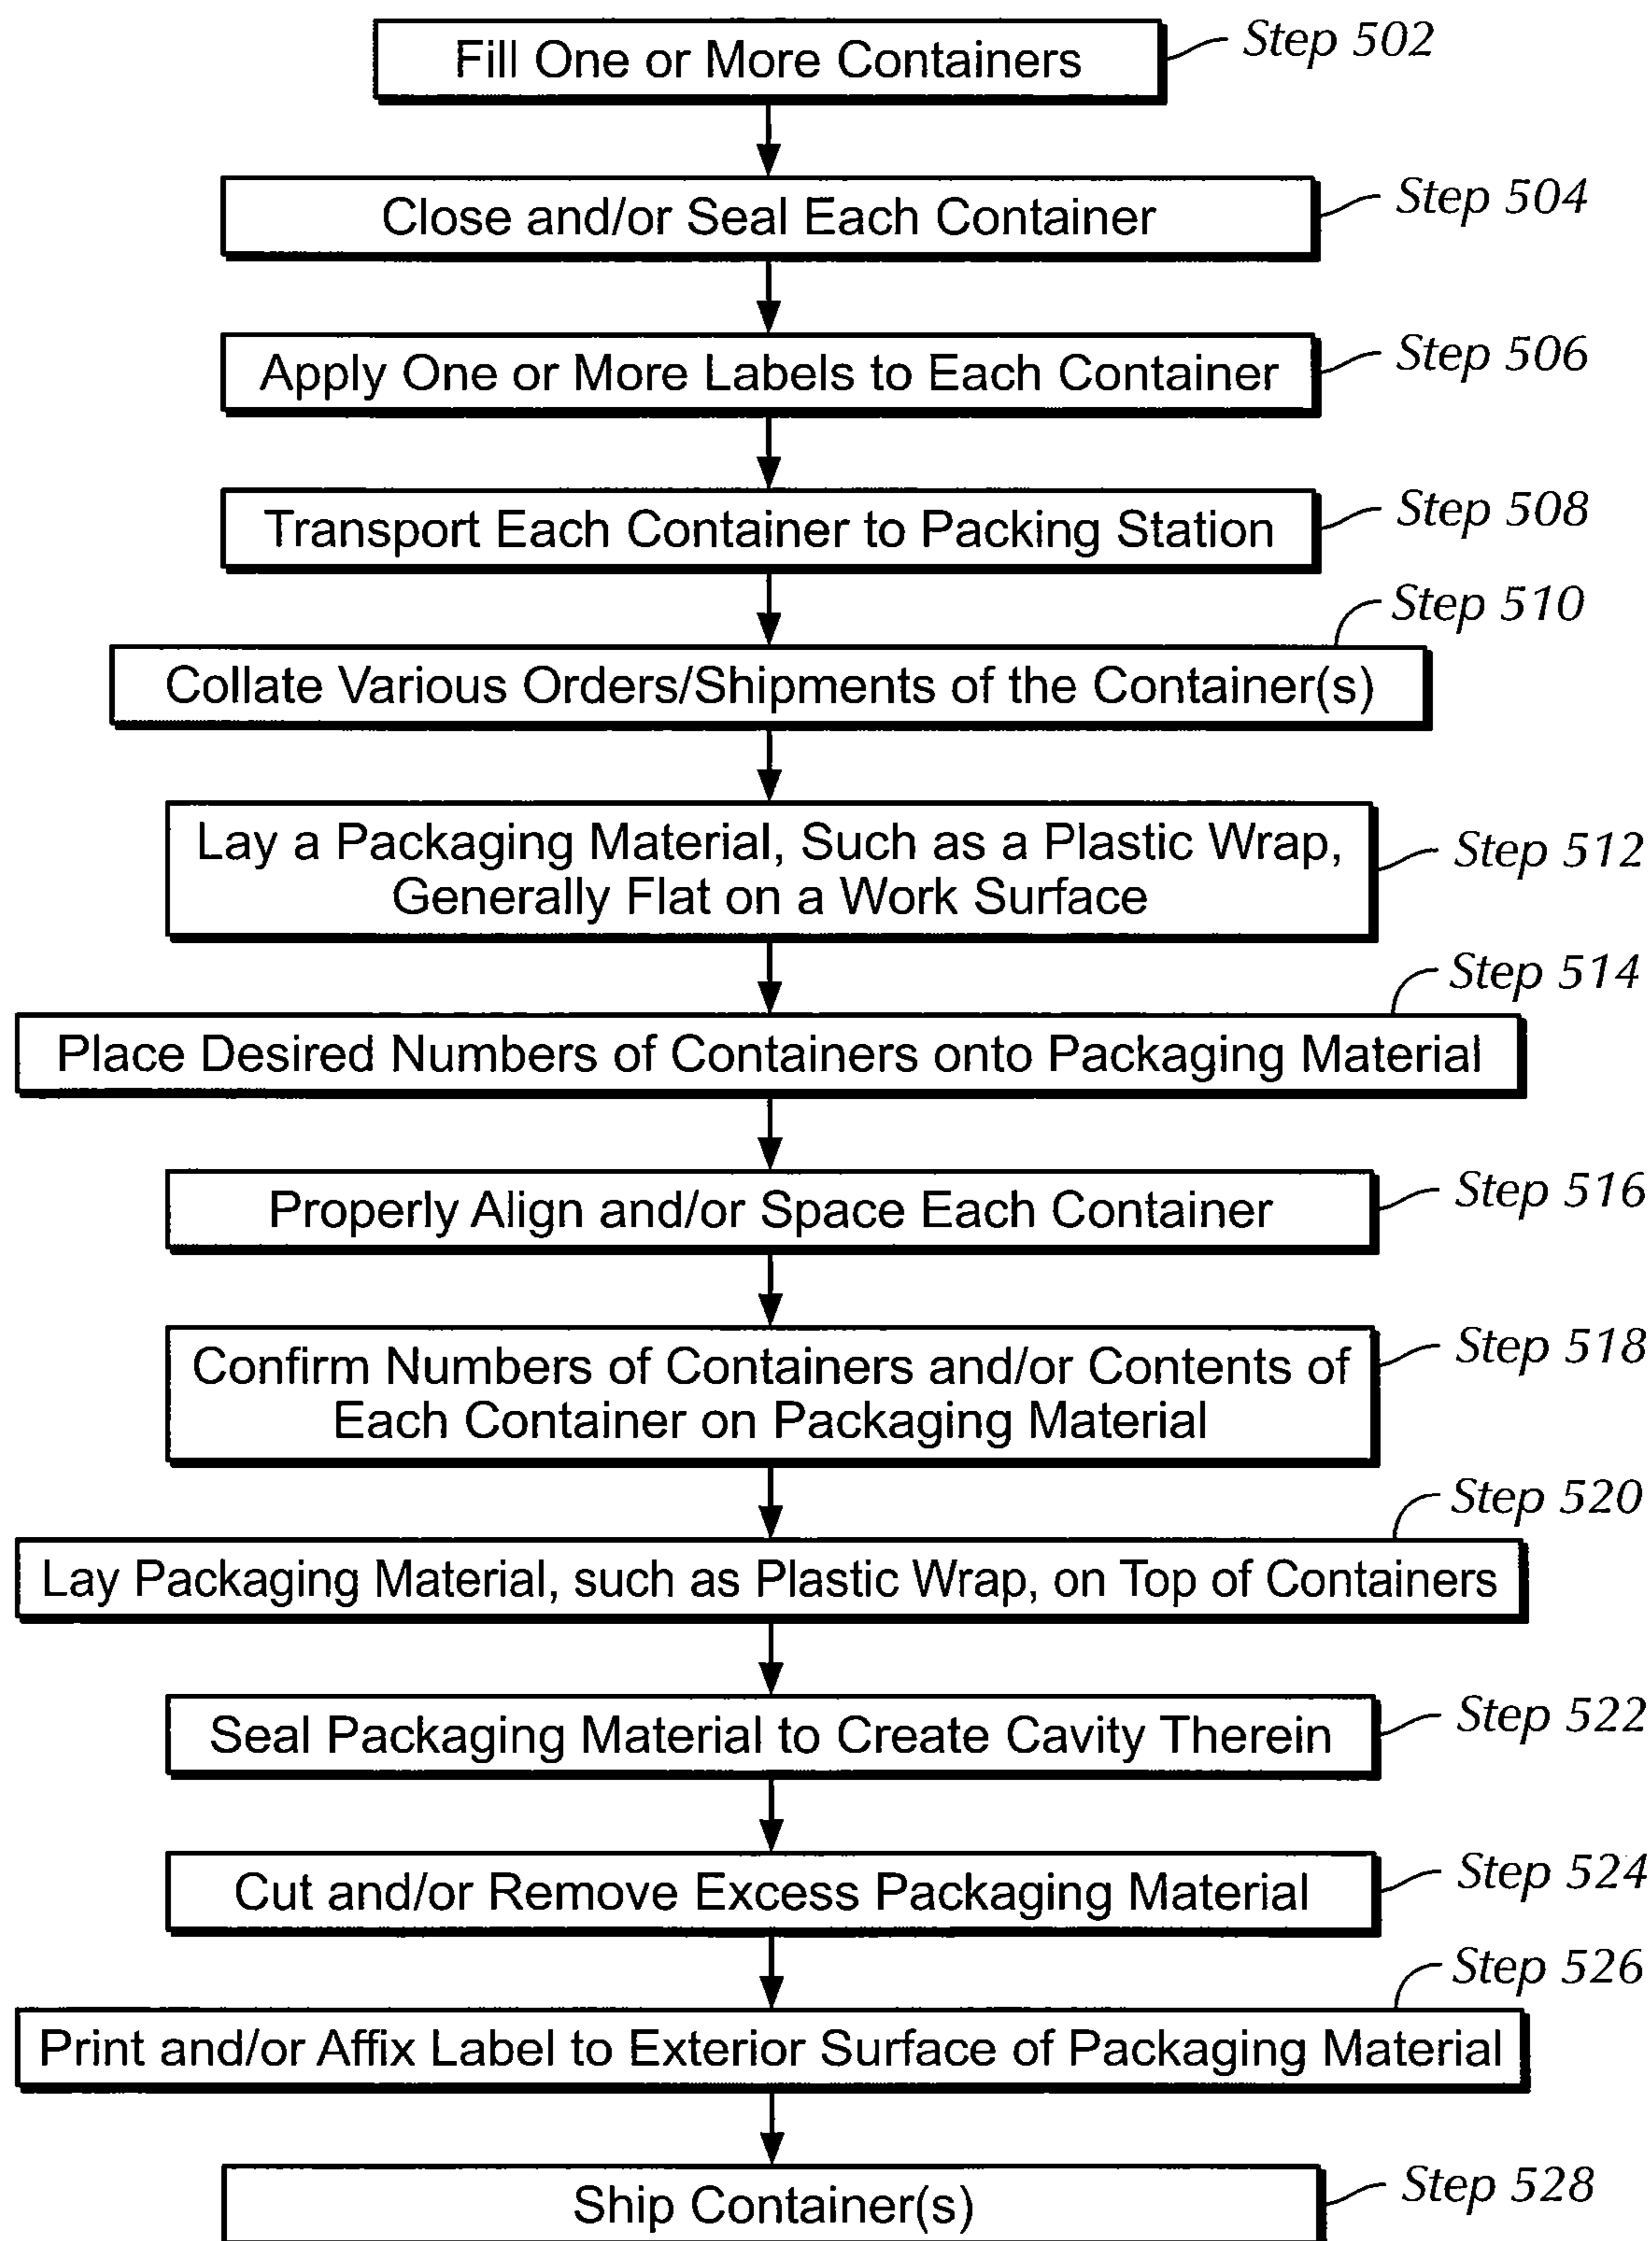 Fill One or More Containers
Step 502
Close and/or Seal Each Container
Step 504
Apply One or More Labels to Each Container
Step 506
Transport Each Container to Packing Station
Step 508
Step 510
Collate Various Orders/Shipments of the Container(s)
Lay a Packaging Material, Such as a Plastic Wrap,
Generally Flat on a Work Surface
Step 512
Step 514
Place Desired Numbers of Containers onto Packaging Material
Properly Align and/or Space Each Container
Step 516
Confirm Numbers of Containers and/or Contents of
Each Container on Packaging Material
Step 518
Step 520
Lay Packaging Material, such as Plastic Wrap, on Top of Containers
Seal Packaging Material to Create Cavity Therein
Step 522
Cut and/or Remove Excess Packaging Material
Step 524
Step 526
Print and/or Affix Label to Exterior Surface of Packaging Material
Ship Container(s)
Step 528